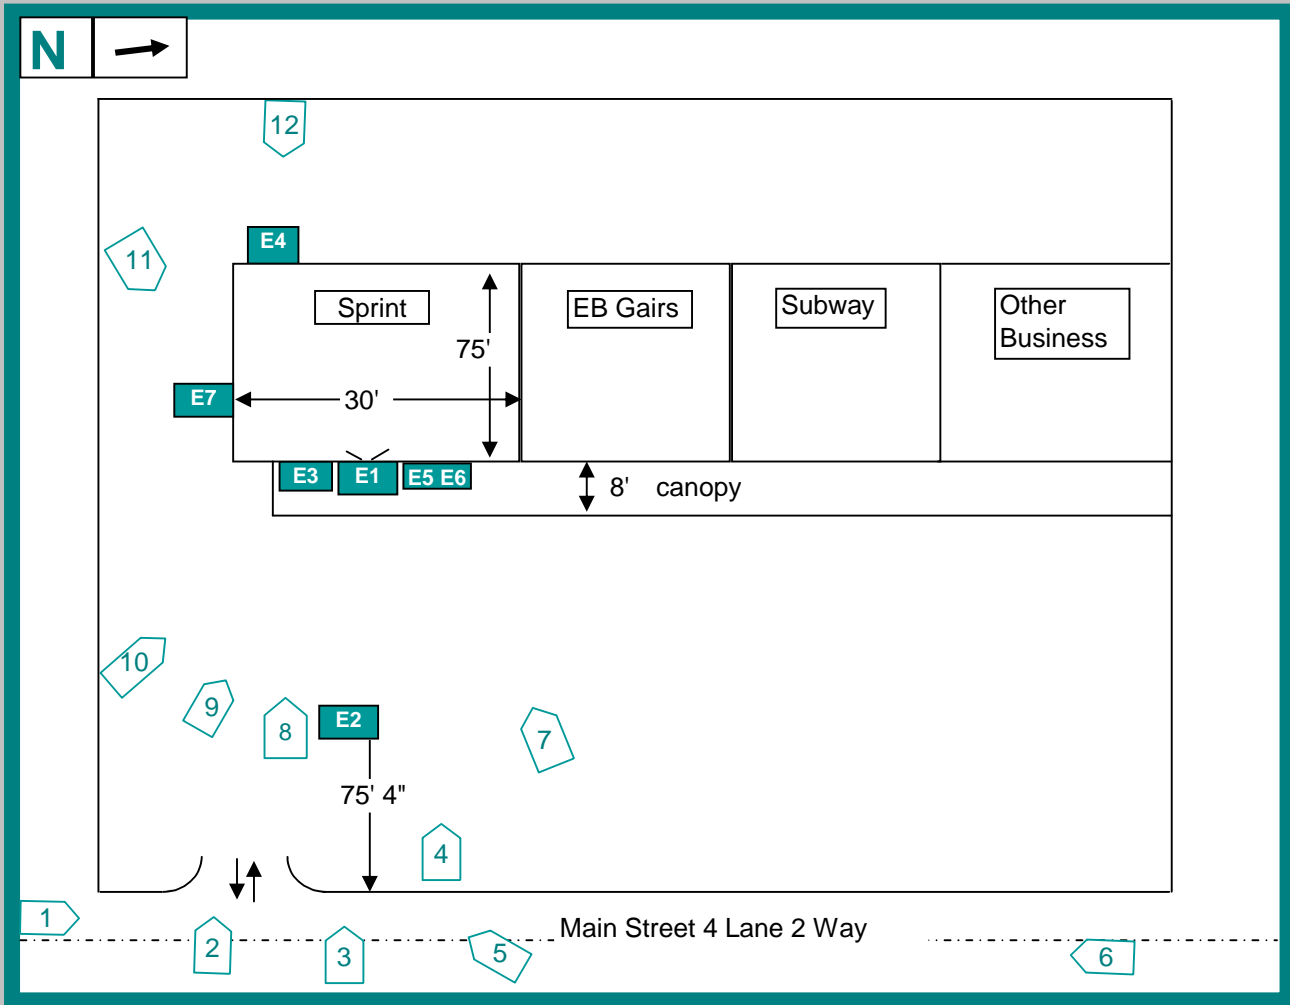 N
12
E4
11
Sprint
EB Gairs
Subway
Other
Business
75'
E7
30'
E3
E1
E5 E6
8' canopy
10
9
8
E2
7
75' 4"
4
1
Main Street 4 Lane 2 Way
2
3
5
6